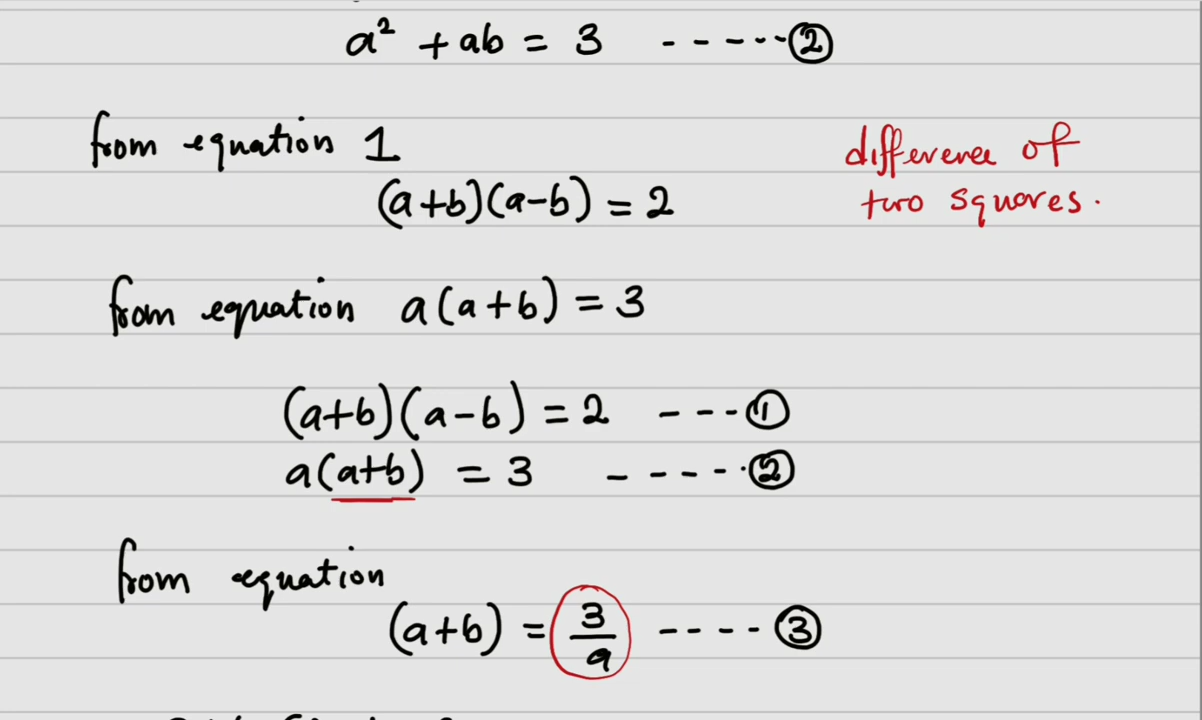 a² + ab = 3 -----②
from equation 1
difference of
(a+b)(a-b) = 2
two squares.
from equation a(a+b) = 3
(a+b)(a-b) = 2 ---①
a(a+b) = 3 -----②
from equation
(a+b) = 3/a ----③